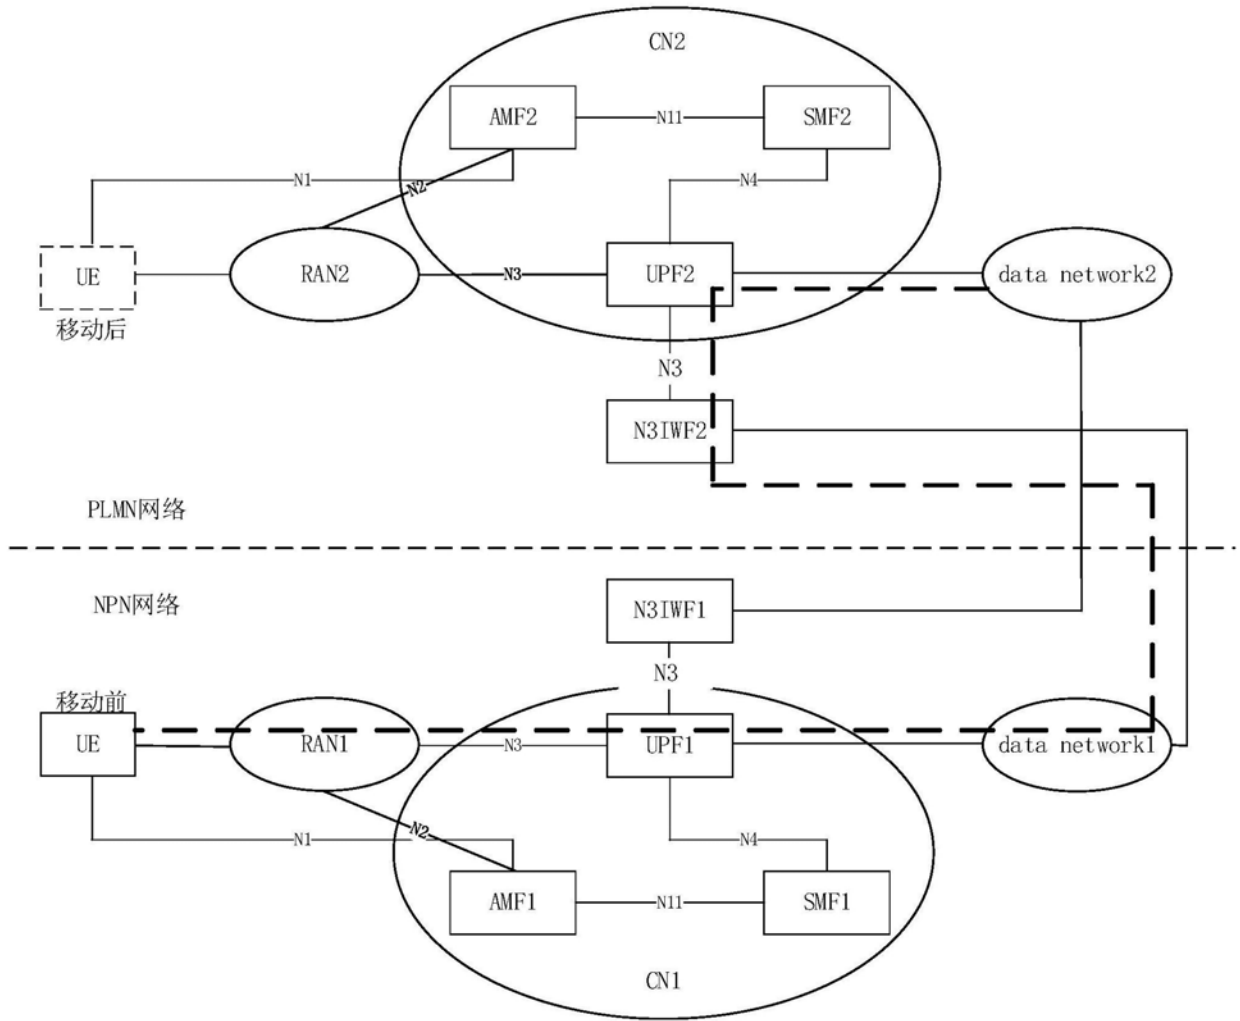 CN2
AMF2
N11
SMF2
N1
N2
N4
UE
RAN2
N3
UPF2
data network2
移动后
N3
N3IWF2
PLMN网络
NPN网络
N3IWF1
N3
移动前
UE
RAN1
N3
UPF1
data network1
N2
N1
N4
AMF1
N11
SMF1
CN1